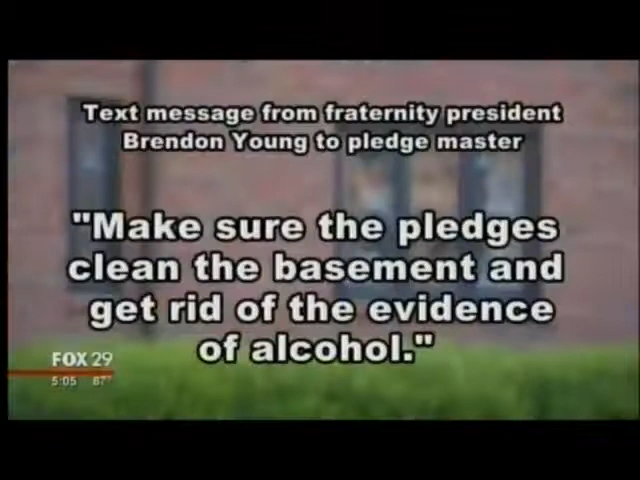 Text message from fraternity president
Brendon Young to pledge master
"Make sure the pledges
clean the basement and
get rid of the evidence
of alcohol."
FOX 29
5:05 87°